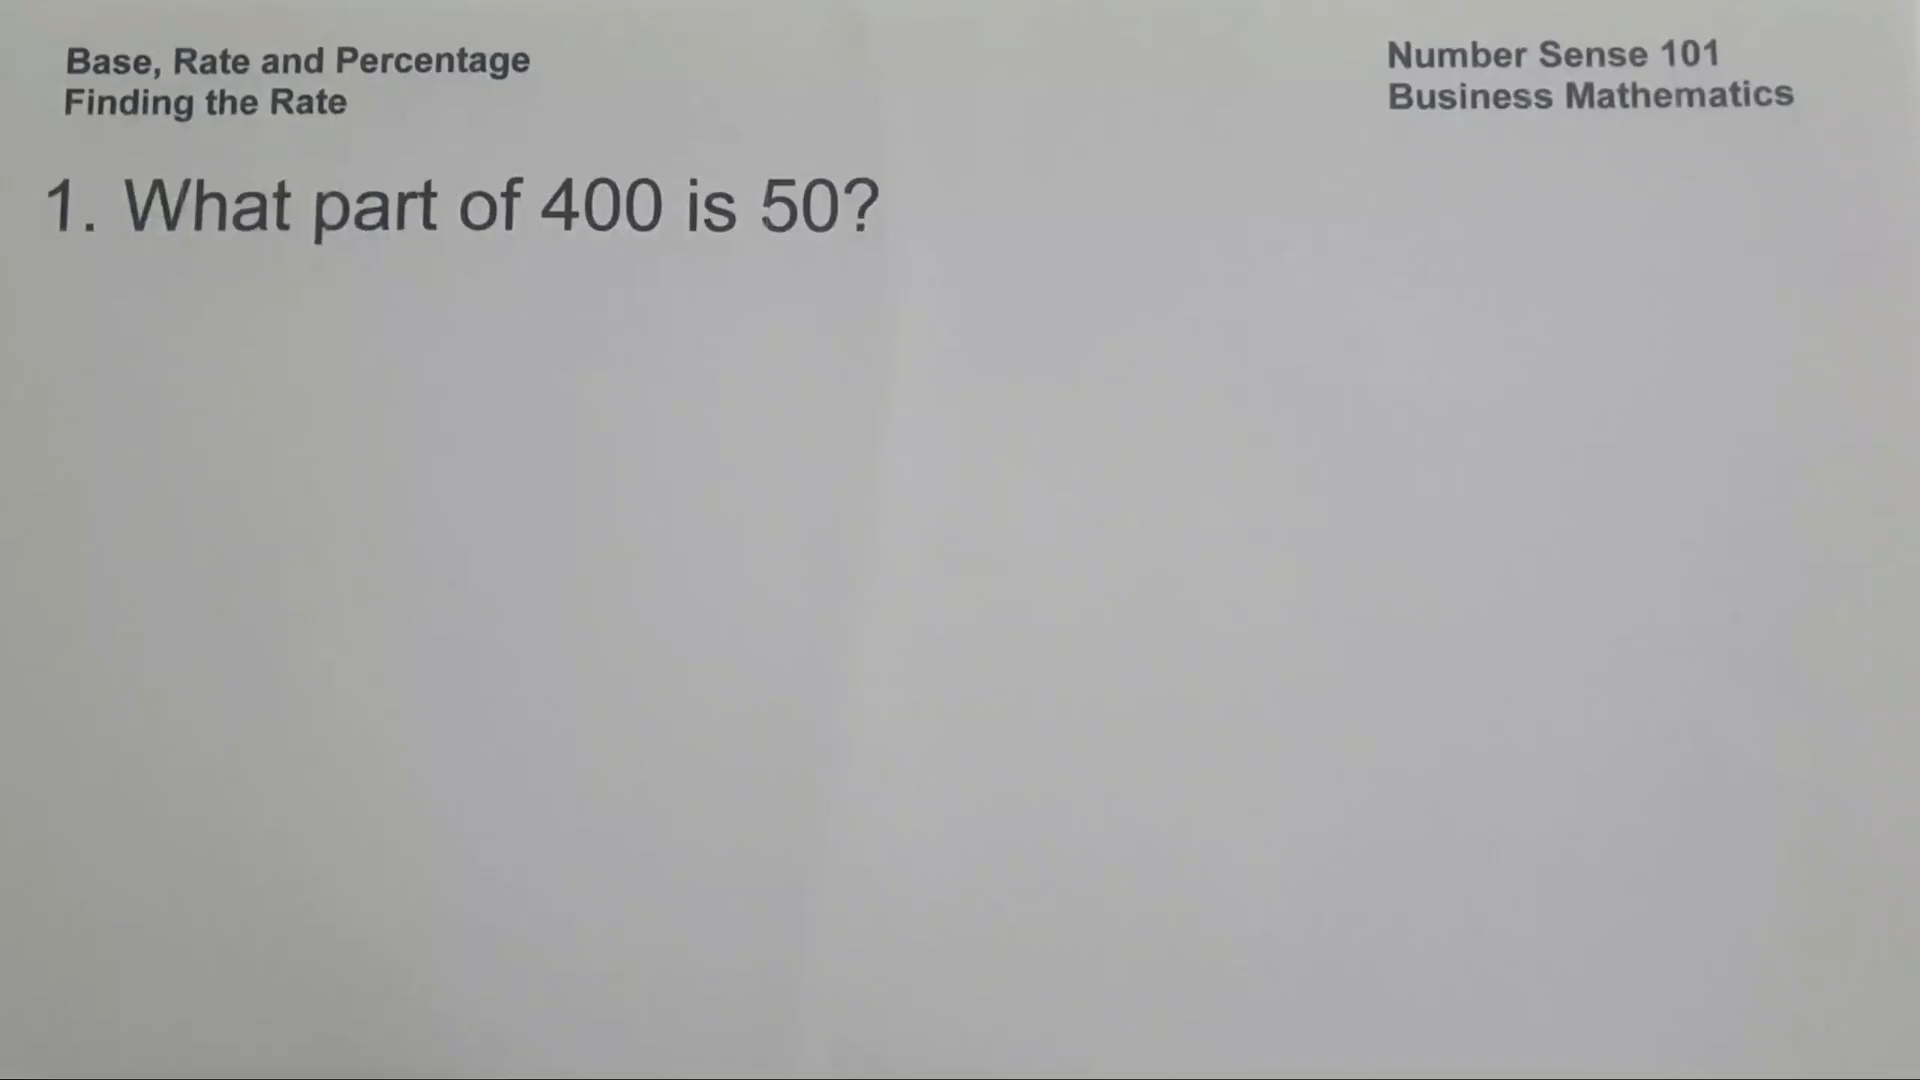 Base, Rate and Percentage
Finding the Rate
Number Sense 101
Business Mathematics
1. What part of 400 is 50?